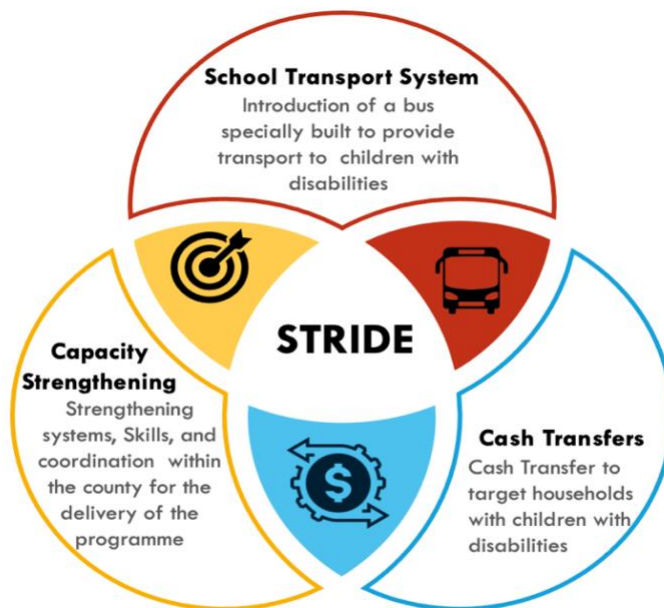 School Transport System
Introduction of a bus
specially built to provide
transport to children with
disabilities
STRIDE
Capacity
Strengthening
Strengthening
systems, Skills, and
coordination within
the county for the
delivery of the
programme
$
Cash Transfers
Cash Transfer to
target households
with children with
disabilities